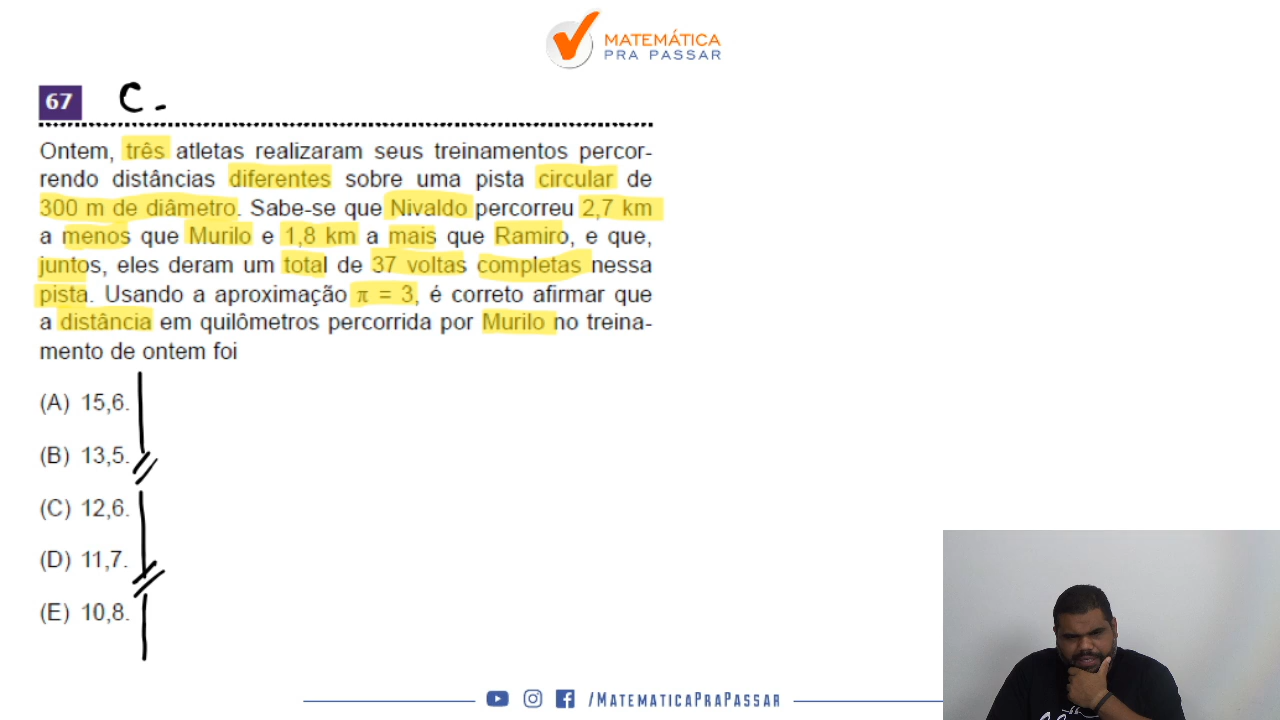 MATEMÁTICA
PRA PASSAR
67 C -
Ontem, três atletas realizaram seus treinamentos percor-
rendo distâncias diferentes sobre uma pista circular de
300 m de diâmetro. Sabe-se que Nivaldo percorreu 2,7 km
a menos que Murilo e 1,8 km a mais que Ramiro, e que,
juntos, eles deram um total de 37 voltas completas nessa
pista. Usando a aproximação π = 3, é correto afirmar que
a distância em quilômetros percorrida por Murilo no treina-
mento de ontem foi
(A) 15,6.
(B) 13,5.
(C) 12,6.
(D) 11,7.
(E) 10,8.
/MATEMATICAPRAPASSAR